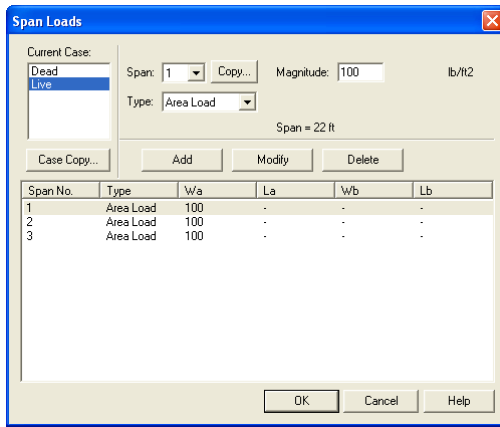 Span Loads
Current Case:
Dead
Live
Span: 1 Copy... Magnitude: 100 lb/ft2
Type: Area Load
Span = 22 ft
Case Copy... Add Modify Delete
Span No. Type Wa La Wb Lb
1 Area Load 100 - - -
2 Area Load 100 - - -
3 Area Load 100 - - -
OK Cancel Help